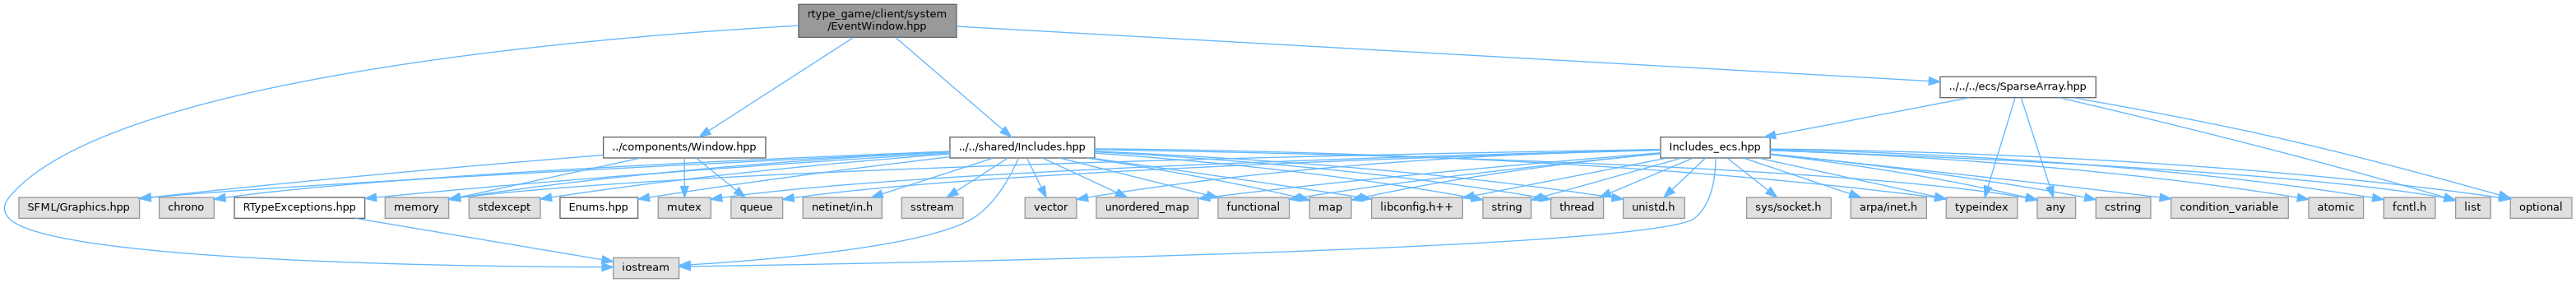 rtype_game/client/system
/EventWindow.hpp
../../../ecs/SparseArray.hpp
../components/Window.hpp
../../shared/Includes.hpp
Includes_ecs.hpp
SFML/Graphics.hpp
chrono
RTypeExceptions.hpp
memory
stdexcept
Enums.hpp
mutex
queue
netinet/in.h
sstream
vector
unordered_map
functional
map
libconfig.h++
string
thread
unistd.h
sys/socket.h
arpa/inet.h
typeindex
any
cstring
condition_variable
atomic
fcntl.h
list
optional
iostream